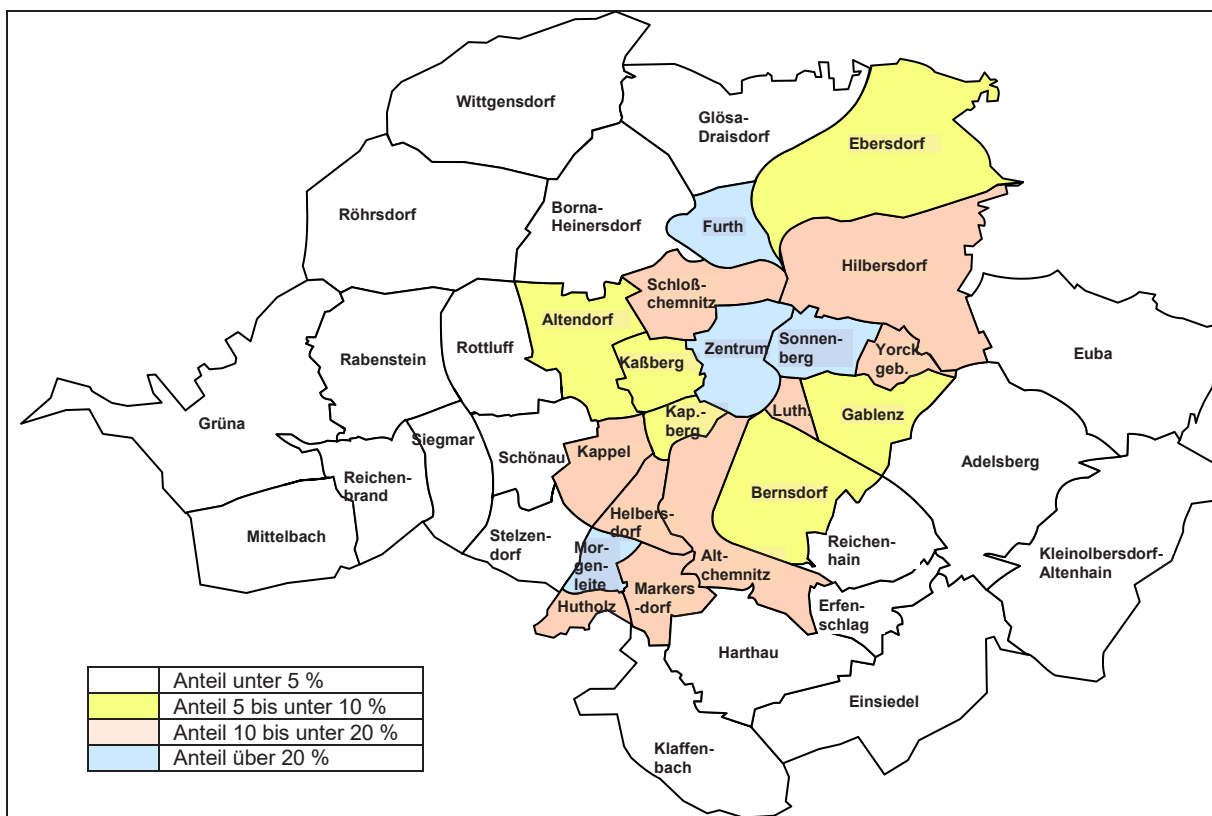 Wittgensdorf
Glösa-
Draisdorf
Ebersdorf
Röhrsdorf
Borna-
Heinersdorf
Furth
Hilbersdorf
Schloß-
chemnitz
Altendorf
Kaßberg
Zentrum
Sonnen-
berg
Yorck
geb.
Euba
Rabenstein
Rottluff
Grüna
Siegmar
Schönau
Kappel
Kap.-
berg
Luth.
Gablenz
Adelsberg
Reichen-
brand
Mittelbach
Stelzen-
dorf
Helbers-
dorf
Bernsdorf
Reichen-
hain
Mor-
gen-
leite
Alt-
chemnitz
Kleinolbersdorf-
Altenhain
Hutholz
Markers
-dorf
Erfen-
schlag
Harthau
Einsiedel
Klaffen-
bach
Anteil unter 5 %
Anteil 5 bis unter 10 %
Anteil 10 bis unter 20 %
Anteil über 20 %